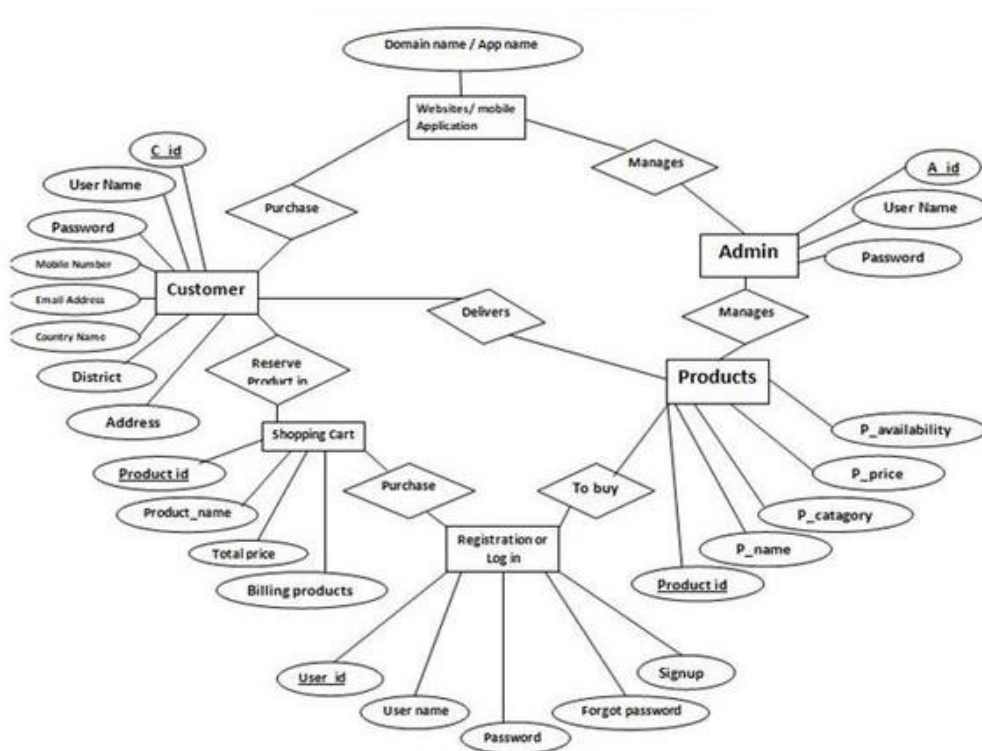 Domain name / App name
Websites/ mobile
Application
C_id
User Name
Password
Mobile Number
Email Address
Country Name
District
Address
Customer
Purchase
Manages
A_id
User Name
Password
Admin
Manages
Delivers
Reserve
Product in
Shopping Cart
Product id
Product_name
Total price
Billing products
Purchase
To buy
Products
P_availability
P_price
P_catagory
P_name
Product id
Registration or
Log in
User_id
User name
Password
Forgot password
Signup